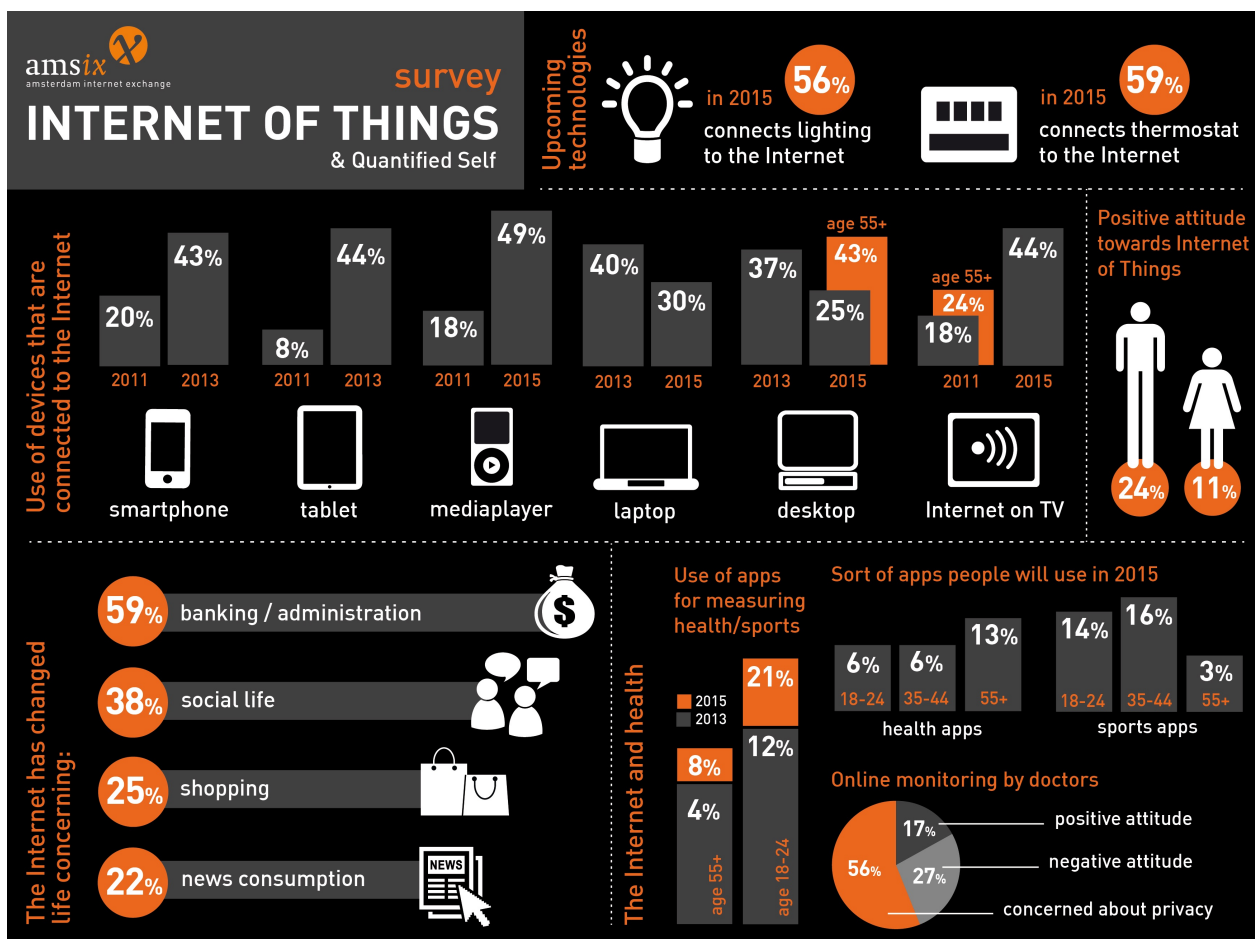 amsix
amsterdam internet exchange
survey
INTERNET OF THINGS
& Quantified Self
Upcoming
technologies
in 2015
56%
connects lighting
to the Internet
in 2015
59%
connects thermostat
to the Internet
Use of devices that are
connected to the Internet
20%
43%
2011
2013
smartphone
8%
44%
2011
2013
tablet
18%
49%
2011
2015
mediaplayer
40%
30%
2013
2015
laptop
37%
age 55+
43%
25%
2013
2015
desktop
age 55+
24%
18%
44%
2011
2015
Internet on TV
Positive attitude
towards Internet
of Things
24%
11%
The Internet has changed
life concerning:
59%
banking / administration
$
38%
social life
25%
shopping
22%
news consumption
NEWS
The Internet and health
Use of apps
for measuring
health/sports
2015
2013
8%
4%
age 55+
21%
12%
age 18-24
Sort of apps people will use in 2015
6%
6%
13%
18-24
35-44
55+
health apps
14%
16%
3%
18-24
35-44
55+
sports apps
Online monitoring by doctors
17%
positive attitude
27%
negative attitude
56%
concerned about privacy